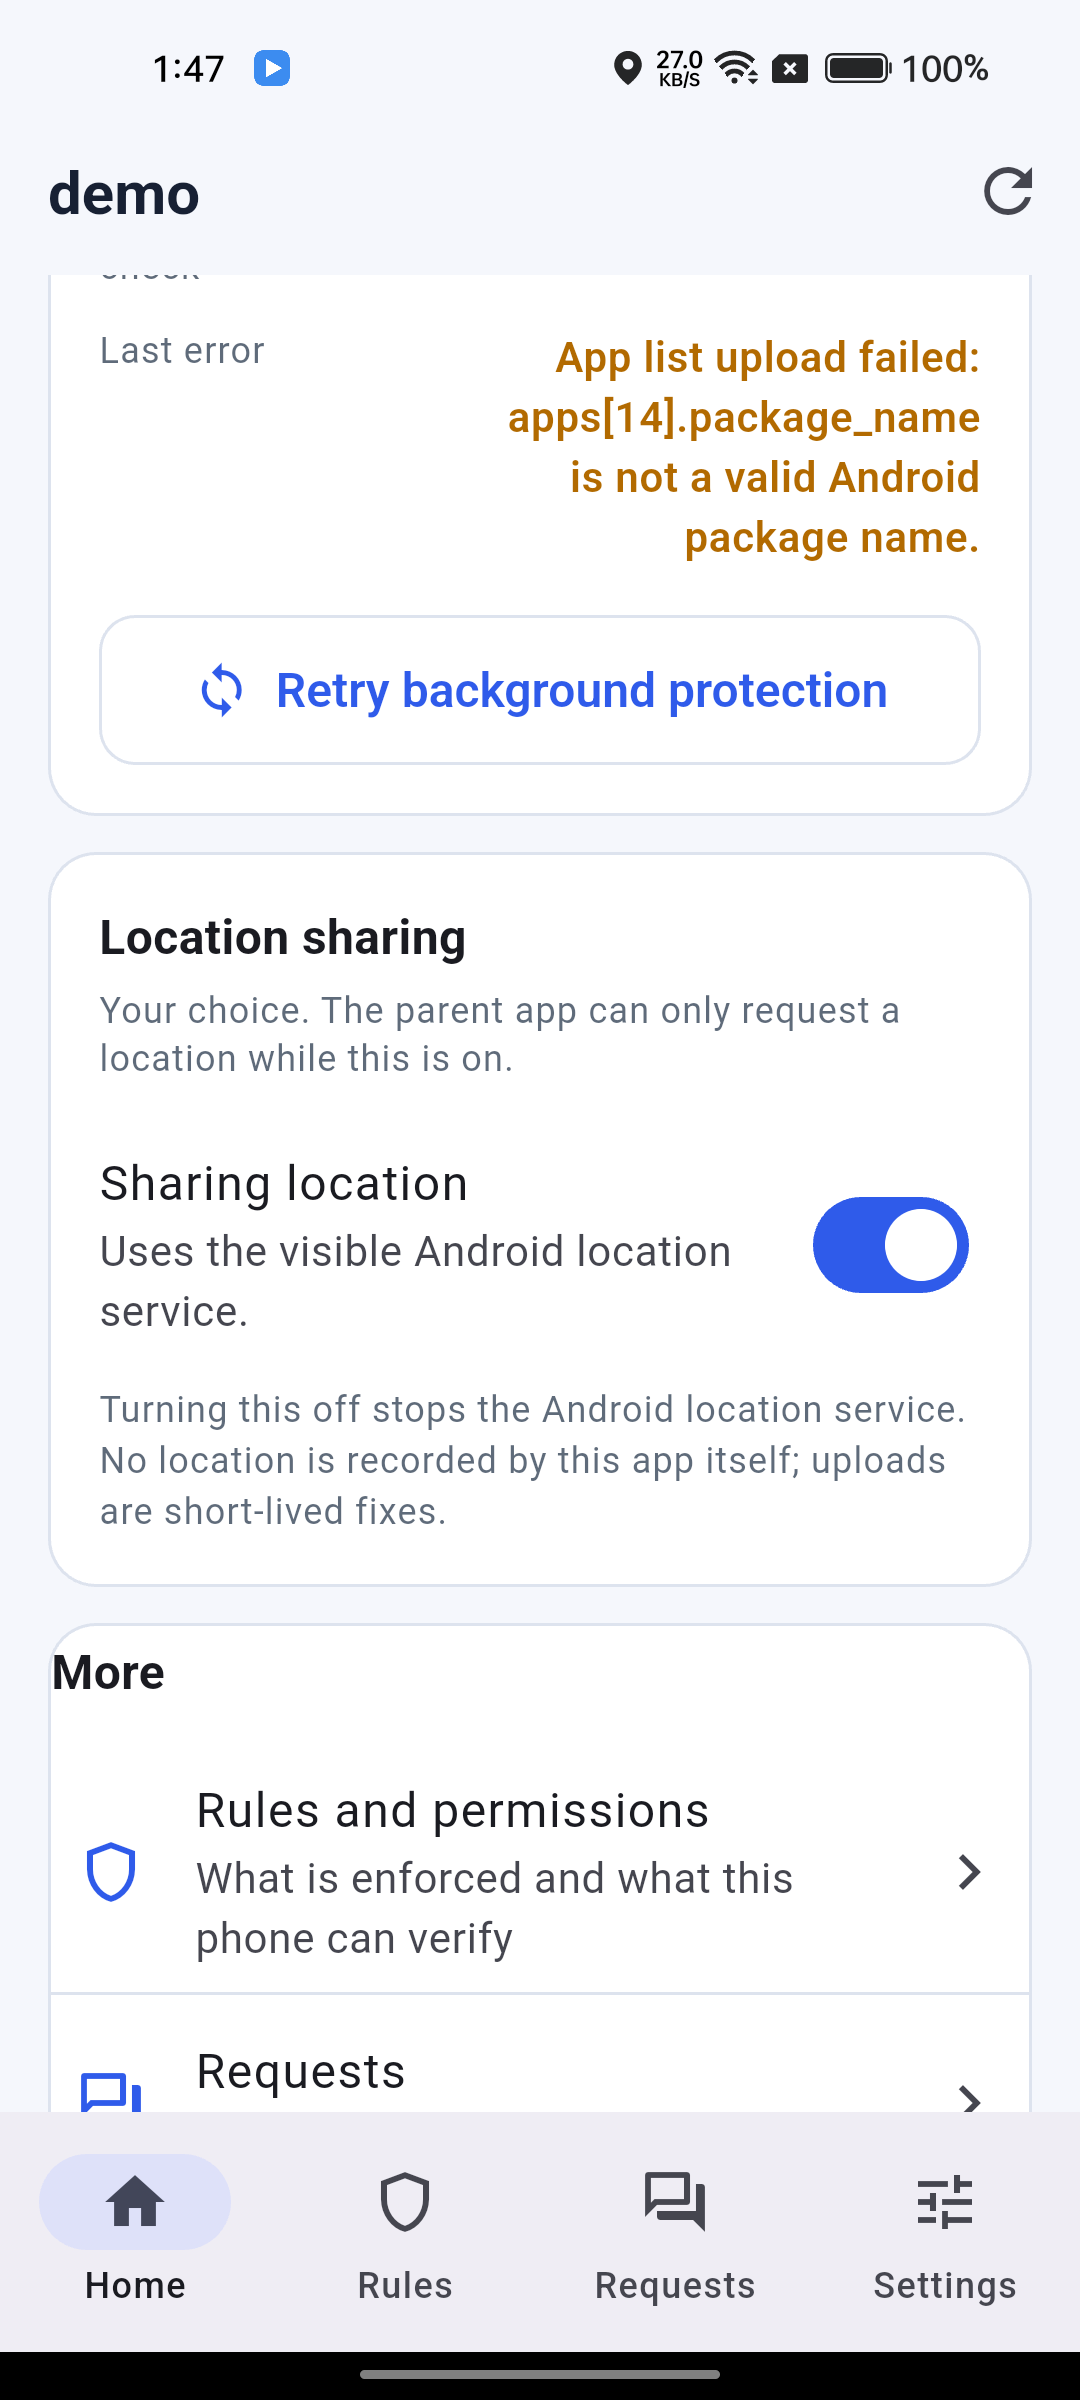 1:47
27.0
KB/S
100%
demo
Last error
App list upload failed:
apps[14].package_name
is not a valid Android
package name.
Retry background protection
Location sharing
Your choice. The parent app can only request a
location while this is on.
Sharing location
Uses the visible Android location
service.
Turning this off stops the Android location service.
No location is recorded by this app itself; uploads
are short-lived fixes.
More
Rules and permissions
What is enforced and what this
phone can verify
Requests
Home
Rules
Requests
Settings